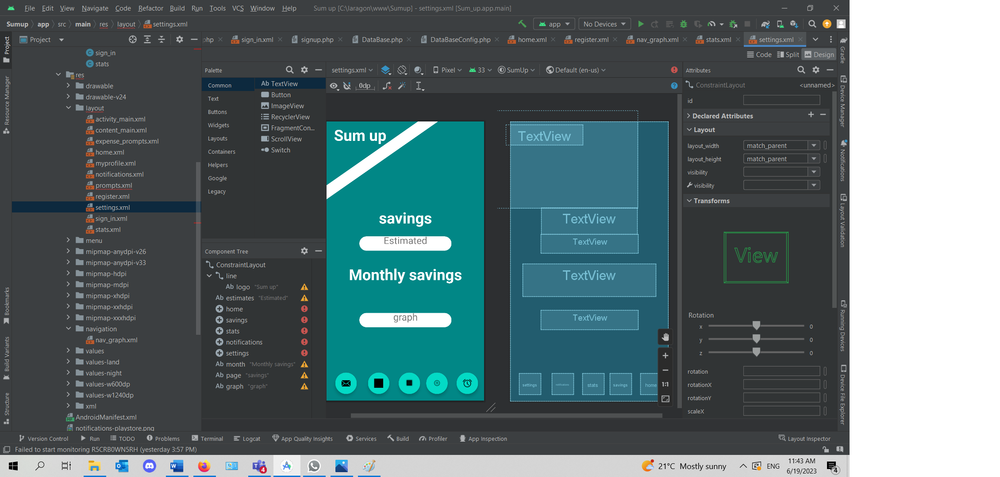 File Edit View Navigate Code Refactor Build Run Tools VCS Window Help Sum up [C:\laragon\www\Sumup] - settings.xml [Sum_up.app.main]
Sumup app src main res layout settings.xml
app No Devices
Project
php sign_in.xml signup.php DataBase.php DataBaseConfig.php home.xml register.xml nav_graph.xml stats.xml settings.xml
Code Split Design
sign_in
stats
res
drawable
drawable-v24
layout
activity_main.xml
content_main.xml
expense_prompts.xml
home.xml
myprofile.xml
notifications.xml
prompts.xml
register.xml
settings.xml
sign_in.xml
stats.xml
menu
mipmap-anydpi-v26
mipmap-anydpi-v33
mipmap-hdpi
mipmap-mdpi
mipmap-xhdpi
mipmap-xxhdpi
mipmap-xxxhdpi
navigation
nav_graph.xml
values
values-land
values-night
values-w600dp
values-w1240dp
xml
AndroidManifest.xml
notifications-playstore.png
Project
Resource Manager
Bookmarks
Build Variants
Structure
Palette
Common
Text
Buttons
Widgets
Layouts
Containers
Helpers
Google
Legacy
Ab TextView
Button
ImageView
RecyclerView
FragmentCon...
ScrollView
Switch
Component Tree
ConstraintLayout
line
Ab logo "Sum up"
Ab estimates "Estimated"
home
savings
stats
notifications
settings
Ab month "Monthly savings"
Ab page "savings"
Ab graph "graph"
settings.xml Pixel 33 SumUp Default (en-us)
0dp
Sum up
savings
Estimated
Monthly savings
graph
TextView
TextView
TextView
TextView
TextView
settings notifications stats savings home
1:1
Attributes
ConstraintLayout <unnamed>
id
Declared Attributes
Layout
layout_width match_parent
layout_height match_parent
visibility
visibility
Transforms
View
Rotation
x 0
y 0
z 0
rotation
rotationX
rotationY
scaleX
Gradle
Device Manager
Notifications
Layout Validation
Running Devices
Device File Explorer
Version Control Run TODO Problems Terminal Logcat App Quality Insights Services Build Profiler App Inspection Layout Inspector
Failed to start monitoring R5CRB0WN5RH (yesterday 3:57 PM)
4
21°C Mostly sunny ENG 11:43 AM
6/19/2023
4